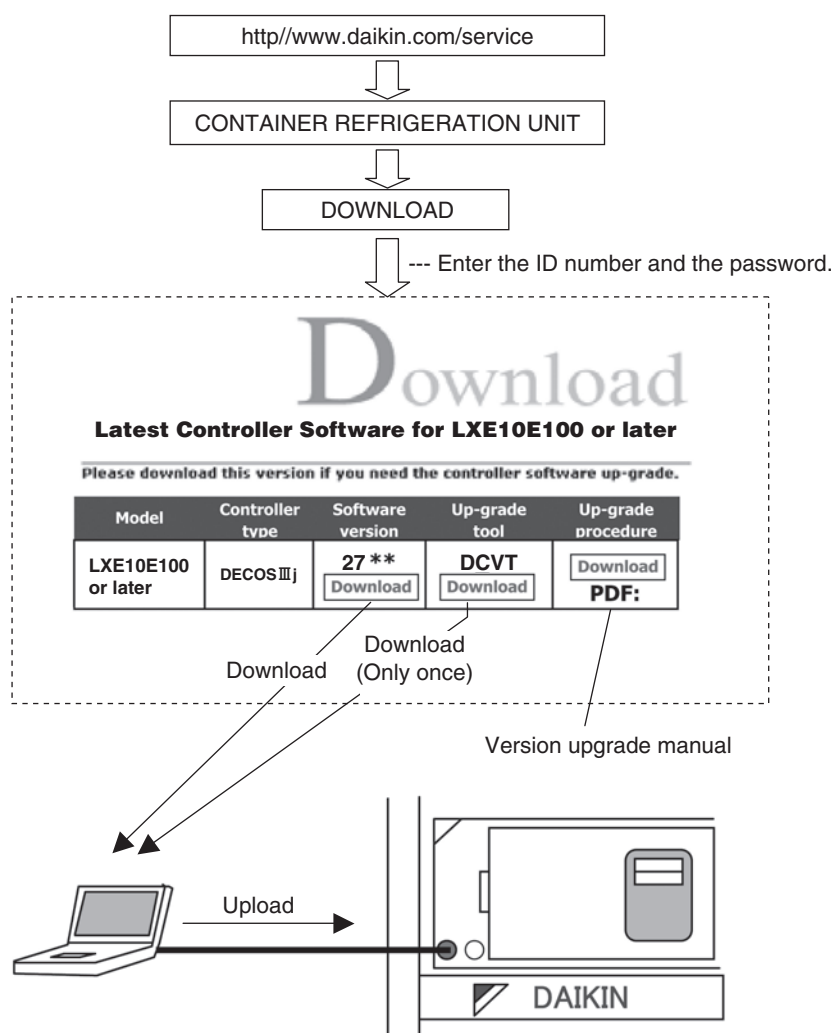 http//www.daikin.com/service
CONTAINER REFRIGERATION UNIT
DOWNLOAD
--- Enter the ID number and the password.
Download
Latest Controller Software for LXE10E100 or later
Please download this version if you need the controller software up-grade.
Model Controller type Software version Up-grade tool Up-grade procedure
LXE10E100 or later DECOSⅢj 27** Download DCVT Download Download PDF:
Download
Download
(Only once)
Version upgrade manual
Upload
DAIKIN